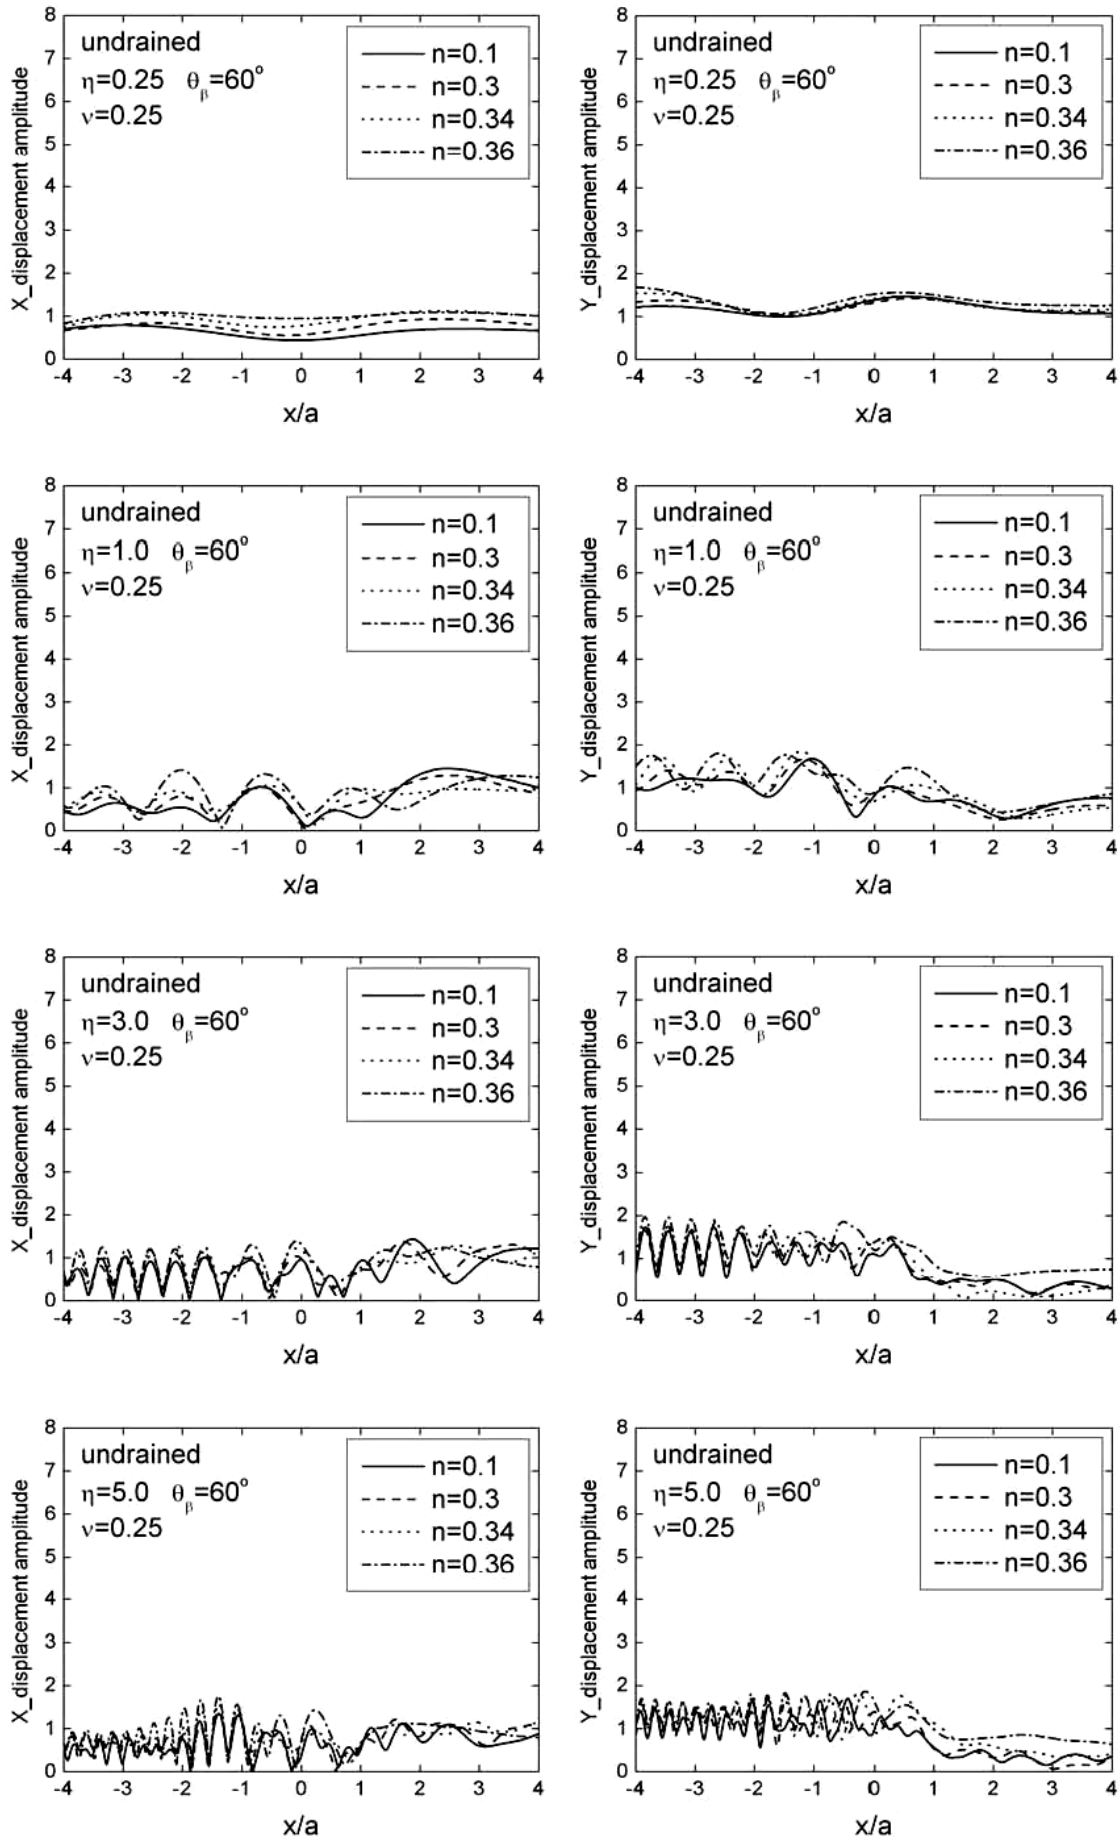 8
7
6
5
4
3
2
1
0
X_displacement amplitude
undrained
η=0.25 θβ=60°
ν=0.25
n=0.1
n=0.3
n=0.34
n=0.36
-4 -3 -2 -1 0 1 2 3 4
x/a
8
7
6
5
4
3
2
1
0
Y_displacement amplitude
undrained
η=0.25 θβ=60°
ν=0.25
n=0.1
n=0.3
n=0.34
n=0.36
-4 -3 -2 -1 0 1 2 3 4
x/a
8
7
6
5
4
3
2
1
0
X_displacement amplitude
undrained
η=1.0 θβ=60°
ν=0.25
n=0.1
n=0.3
n=0.34
n=0.36
-4 -3 -2 -1 0 1 2 3 4
x/a
8
7
6
5
4
3
2
1
0
Y_displacement amplitude
undrained
η=1.0 θβ=60°
ν=0.25
n=0.1
n=0.3
n=0.34
n=0.36
-4 -3 -2 -1 0 1 2 3 4
x/a
8
7
6
5
4
3
2
1
0
X_displacement amplitude
undrained
η=3.0 θβ=60°
ν=0.25
n=0.1
n=0.3
n=0.34
n=0.36
-4 -3 -2 -1 0 1 2 3 4
x/a
8
7
6
5
4
3
2
1
0
Y_displacement amplitude
undrained
η=3.0 θβ=60°
ν=0.25
n=0.1
n=0.3
n=0.34
n=0.36
-4 -3 -2 -1 0 1 2 3 4
x/a
8
7
6
5
4
3
2
1
0
X_displacement amplitude
undrained
η=5.0 θβ=60°
ν=0.25
n=0.1
n=0.3
n=0.34
n=0.36
-4 -3 -2 -1 0 1 2 3 4
x/a
8
7
6
5
4
3
2
1
0
Y_displacement amplitude
undrained
η=5.0 θβ=60°
ν=0.25
n=0.1
n=0.3
n=0.34
n=0.36
-4 -3 -2 -1 0 1 2 3 4
x/a